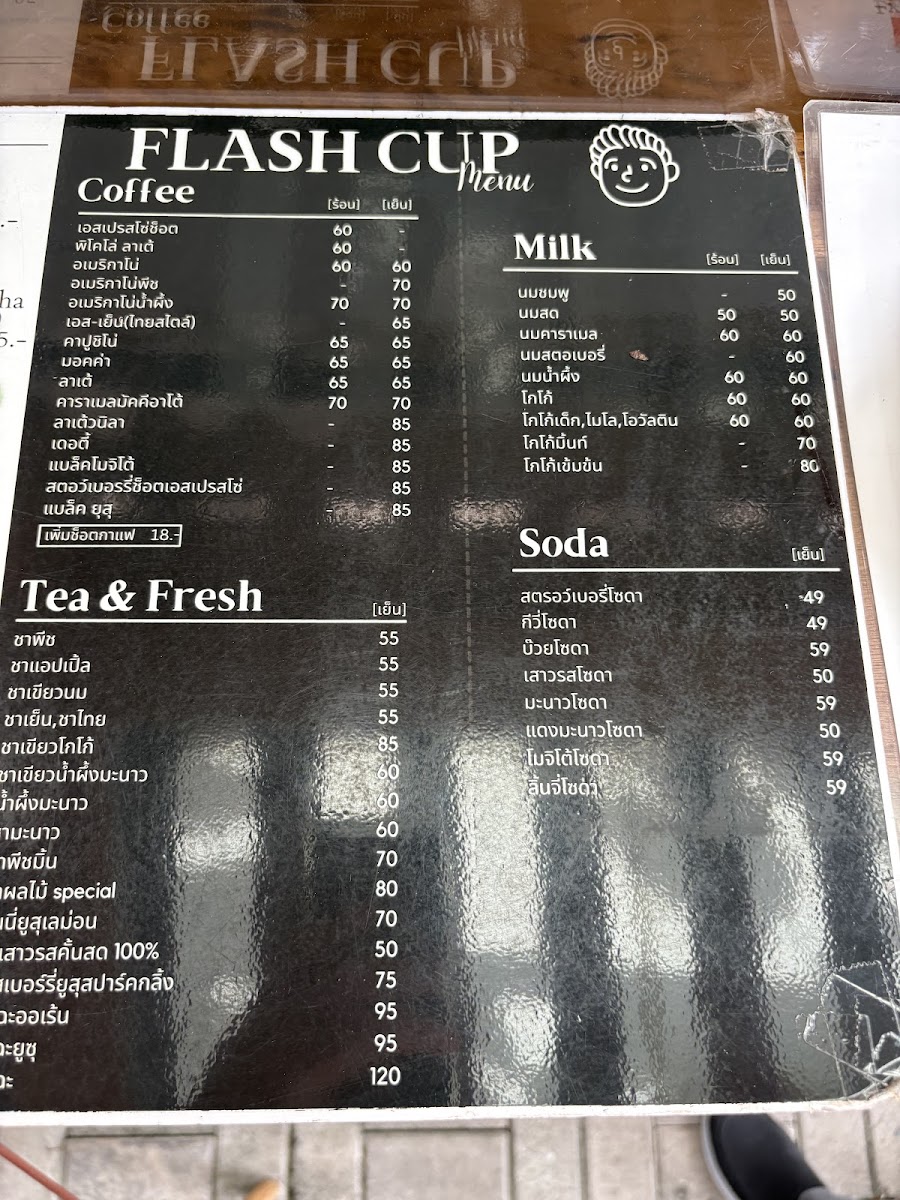 FLASH CUP
Menu
Coffee [ร้อน] [เย็น]
เอสเปรสโซ่ช็อต 60 -
พิโคโล่ ลาเต้ 60 -
อเมริกาโน่ 60 60
อเมริกาโน่พีช - 70
อเมริกาโน่น้ำผึ้ง 70 70
เอส-เย็น(ไทยสไตล์) - 65
คาปูชิโน่ 65 65
มอคค่า 65 65
ลาเต้ 65 65
คาราเมลมัคคีอาโต้ 70 70
ลาเต้วนิลา - 85
เดอตี้ - 85
แบล็คโมจิโต้ - 85
สตอว์เบอรรี่ช็อตเอสเปรสโซ่ - 85
แบล็ค ยูสุ - 85
เพิ่มช็อตกาแฟ 18.-
Tea & Fresh [เย็น]
ชาพีช 55
ชาแอปเปิ้ล 55
ชาเขียวนม 55
ชาเย็น,ชาไทย 55
ชาเขียวโกโก้ 85
ชาเขียวน้ำผึ้งมะนาว 60
น้ำผึ้งมะนาว 60
ามะนาว 60
าพีชมิ้น 70
ผลไม้ special 80
นี่ยูสุเลม่อน 70
เสาวรสคั้นสด 100% 50
เบอร์รี่ยูสุสปาร์คกลิ้ง 75
ฉะออเร้น 95
ฉะยูซุ 95
ฉะ 120
Milk [ร้อน] [เย็น]
นมชมพู - 50
นมสด 50 50
นมคาราเมล 60 60
นมสตอเบอรี่ - 60
นมน้ำผึ้ง 60 60
โกโก้ 60 60
โกโก้เด็ก,ไมโล,โอวัลติน 60 60
โกโก้มิ้นท์ - 70
โกโก้เข้มข้น - 80
Soda [เย็น]
สตรอว์เบอรี่โซดา 49
กีวี่โซดา 49
บ๊วยโซดา 59
เสาวรสโซดา 50
มะนาวโซดา 59
แดงมะนาวโซดา 50
โมจิโต้โซดา 59
ลิ้นจี่โซดา 59
ha
5.-